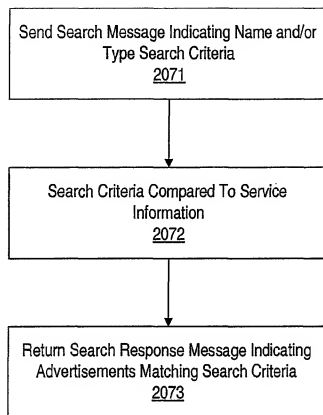 Send Search Message Indicating Name and/or
Type Search Criteria
2071
Search Criteria Compared To Service
Information
2072
Return Search Response Message Indicating
Advertisements Matching Search Criteria
2073